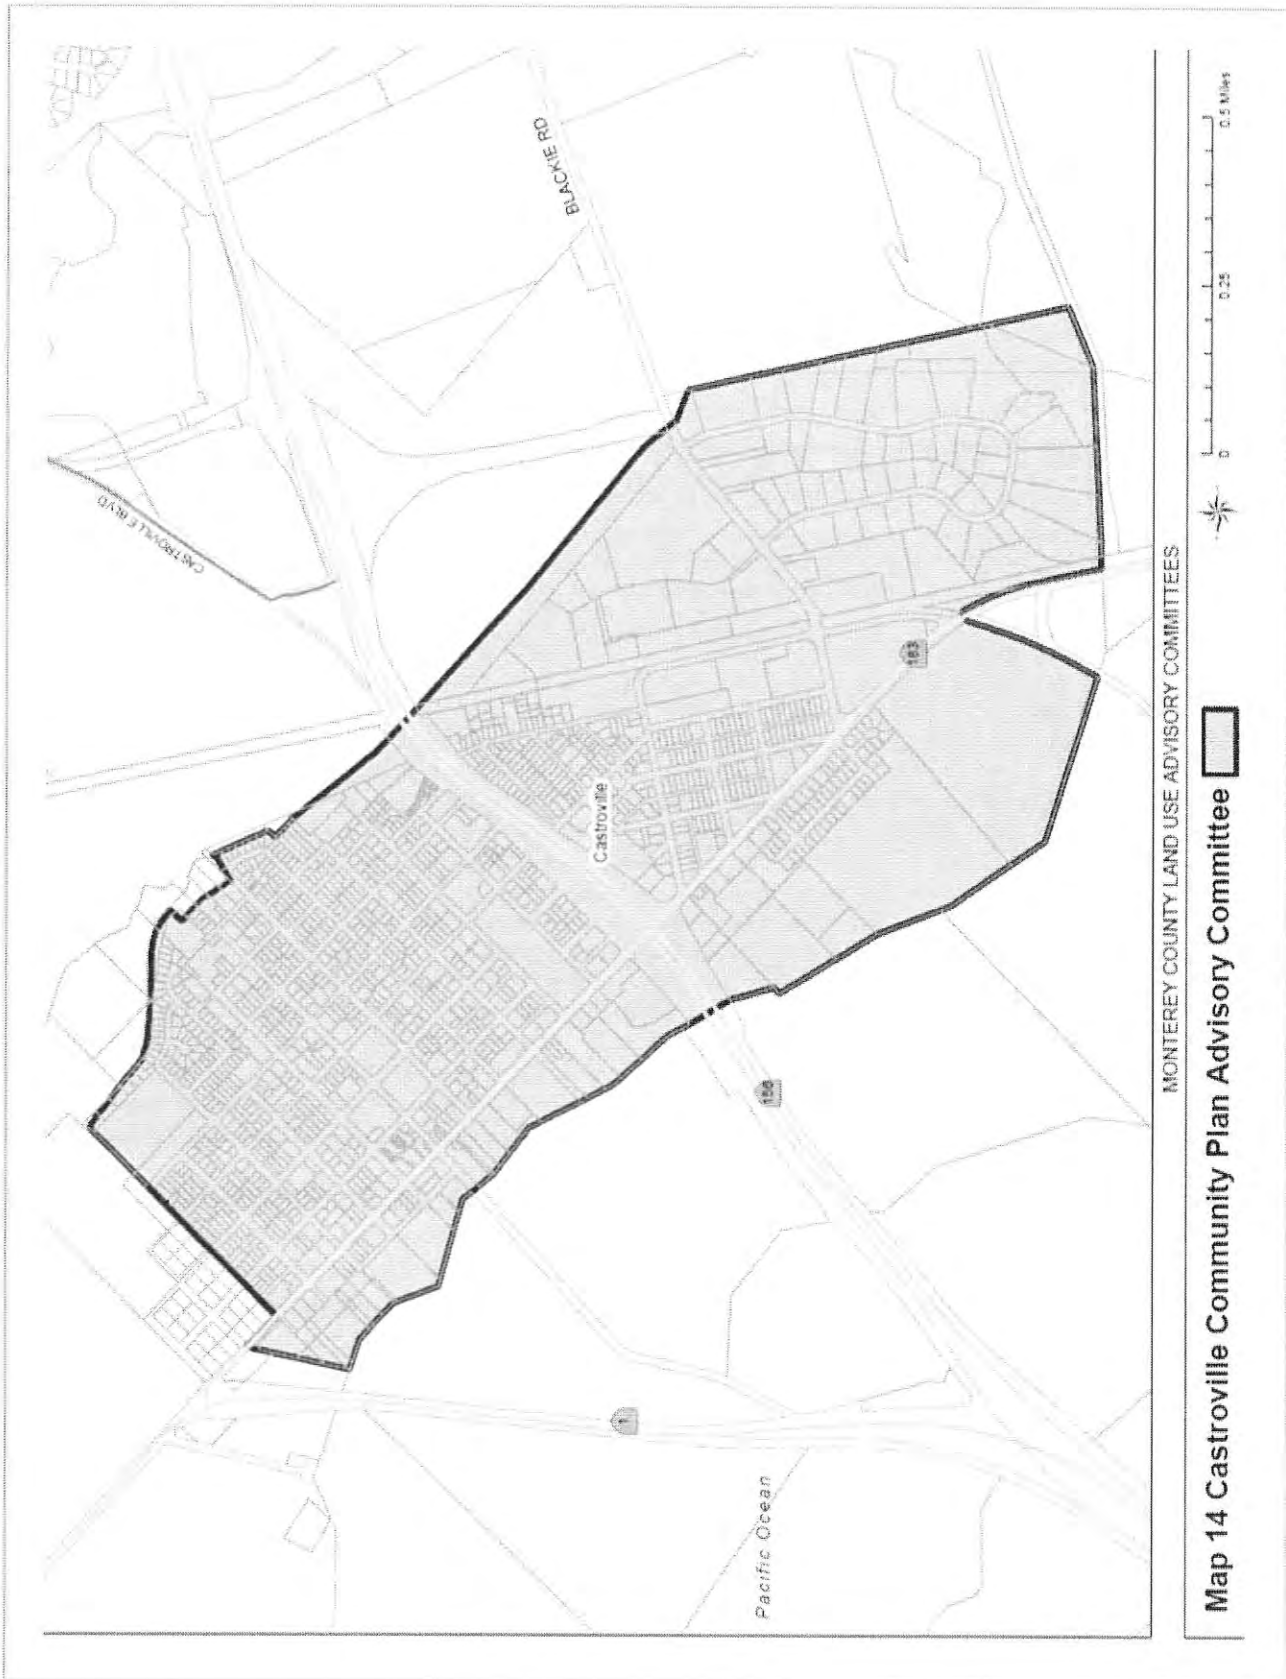 CASTROVILLE BLVD
BLACKIE RD
Castroville
183
156
1
Pacific Ocean
MONTEREY COUNTY LAND USE ADVISORY COMMITTEES
Map 14 Castroville Community Plan Advisory Committee
0 0.25 0.5 Miles